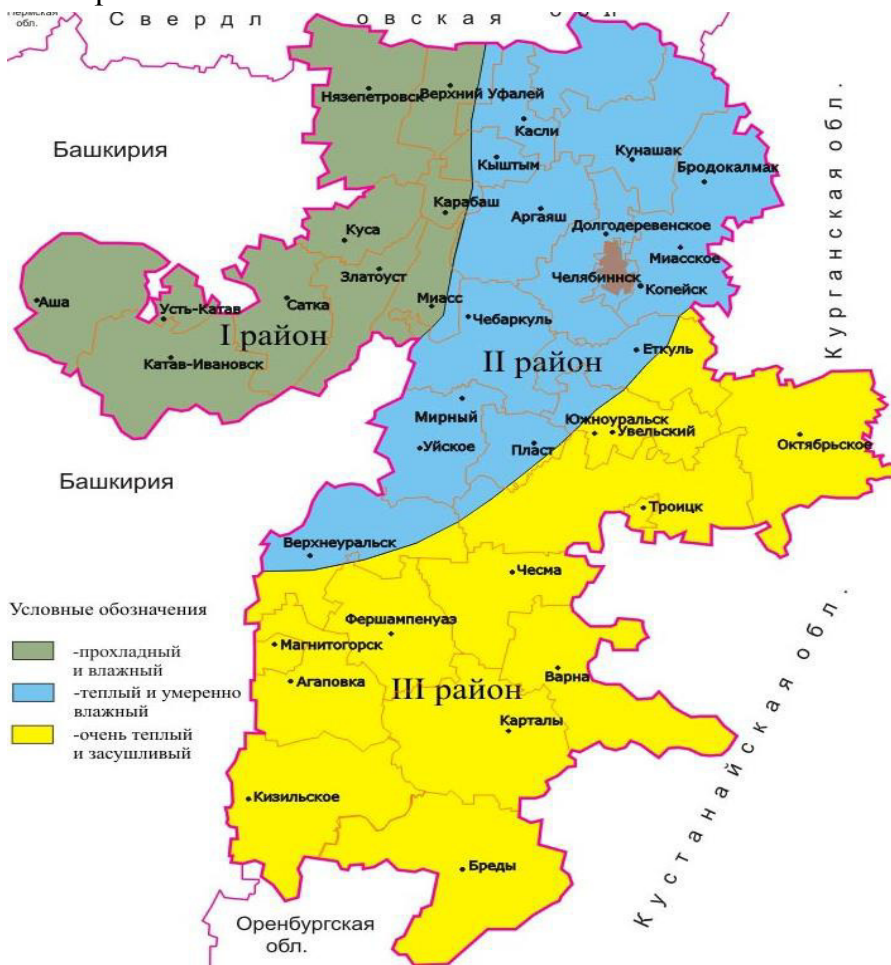 Пермская
обл.
С в е р д л о в с к а я
Башкирия
Нязепетровск
Верхний Уфалей
Касли
Кыштым
Кунашак
Бродокалмак
Карабаш
Аргаяш
Куса
Долгодеревенское
Златоуст
Миасское
Челябиннск
Копейск
Аша
Усть-Катав
Сатка
Миасс
Чебаркуль
I район
II район
Еткуль
Катав-Ивановск
Мирный
Южноуральск
Увельский
Уйское
Пласт
Октябрьское
Курганская обл.
Башкирия
Троицк
Верхнеуральск
Чесма
Условные обозначения
Фершампенуаз
-прохладный
и влажный
Магнитогорск
Варна
-теплый и умеренно
влажный
Агаповка
III район
Карталы
-очень теплый
и засушливый
Кизильское
Бреды
Кустанайская обл.
Оренбургская
обл.